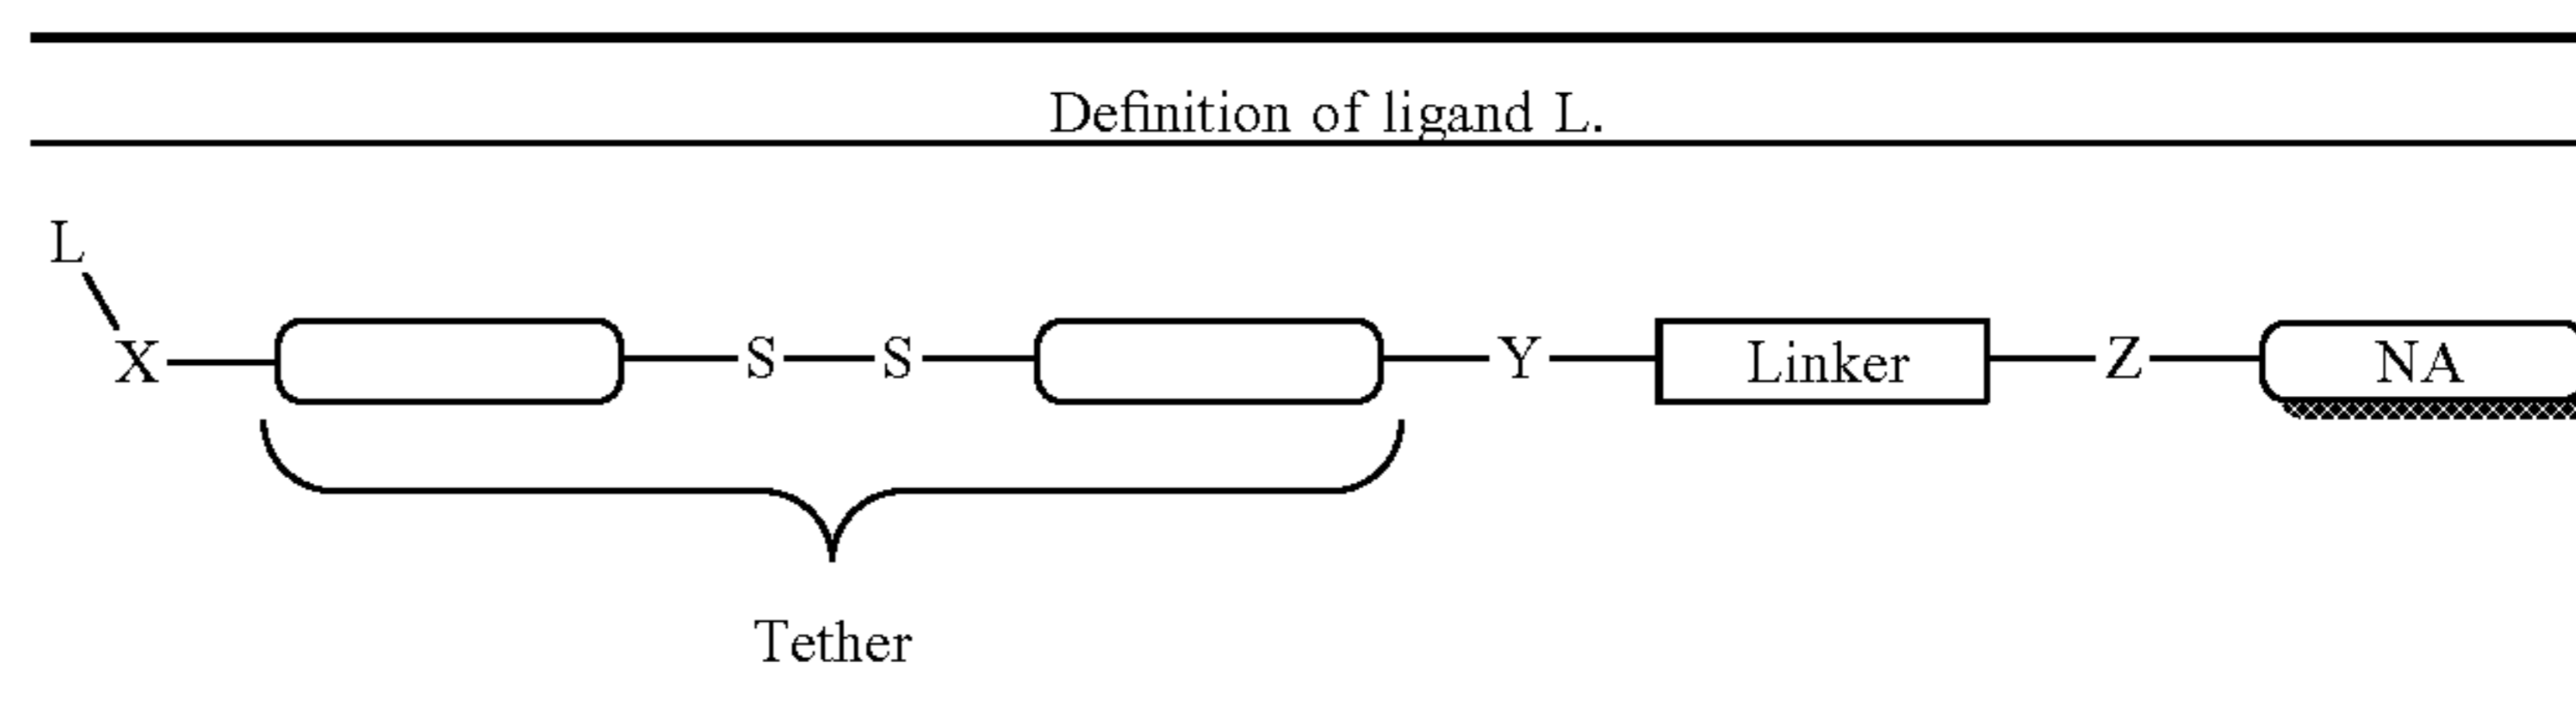 Definition of ligand L.
L
X S S Y Linker Z NA
Tether